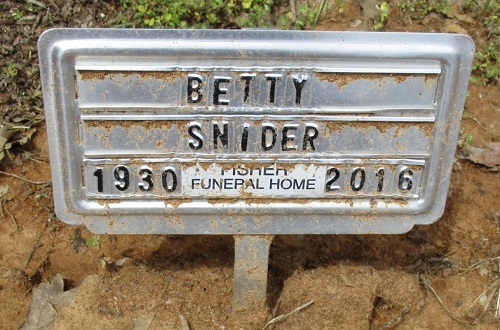 BETTY
SNIDER
1930 FISHER FUNERAL HOME 2016